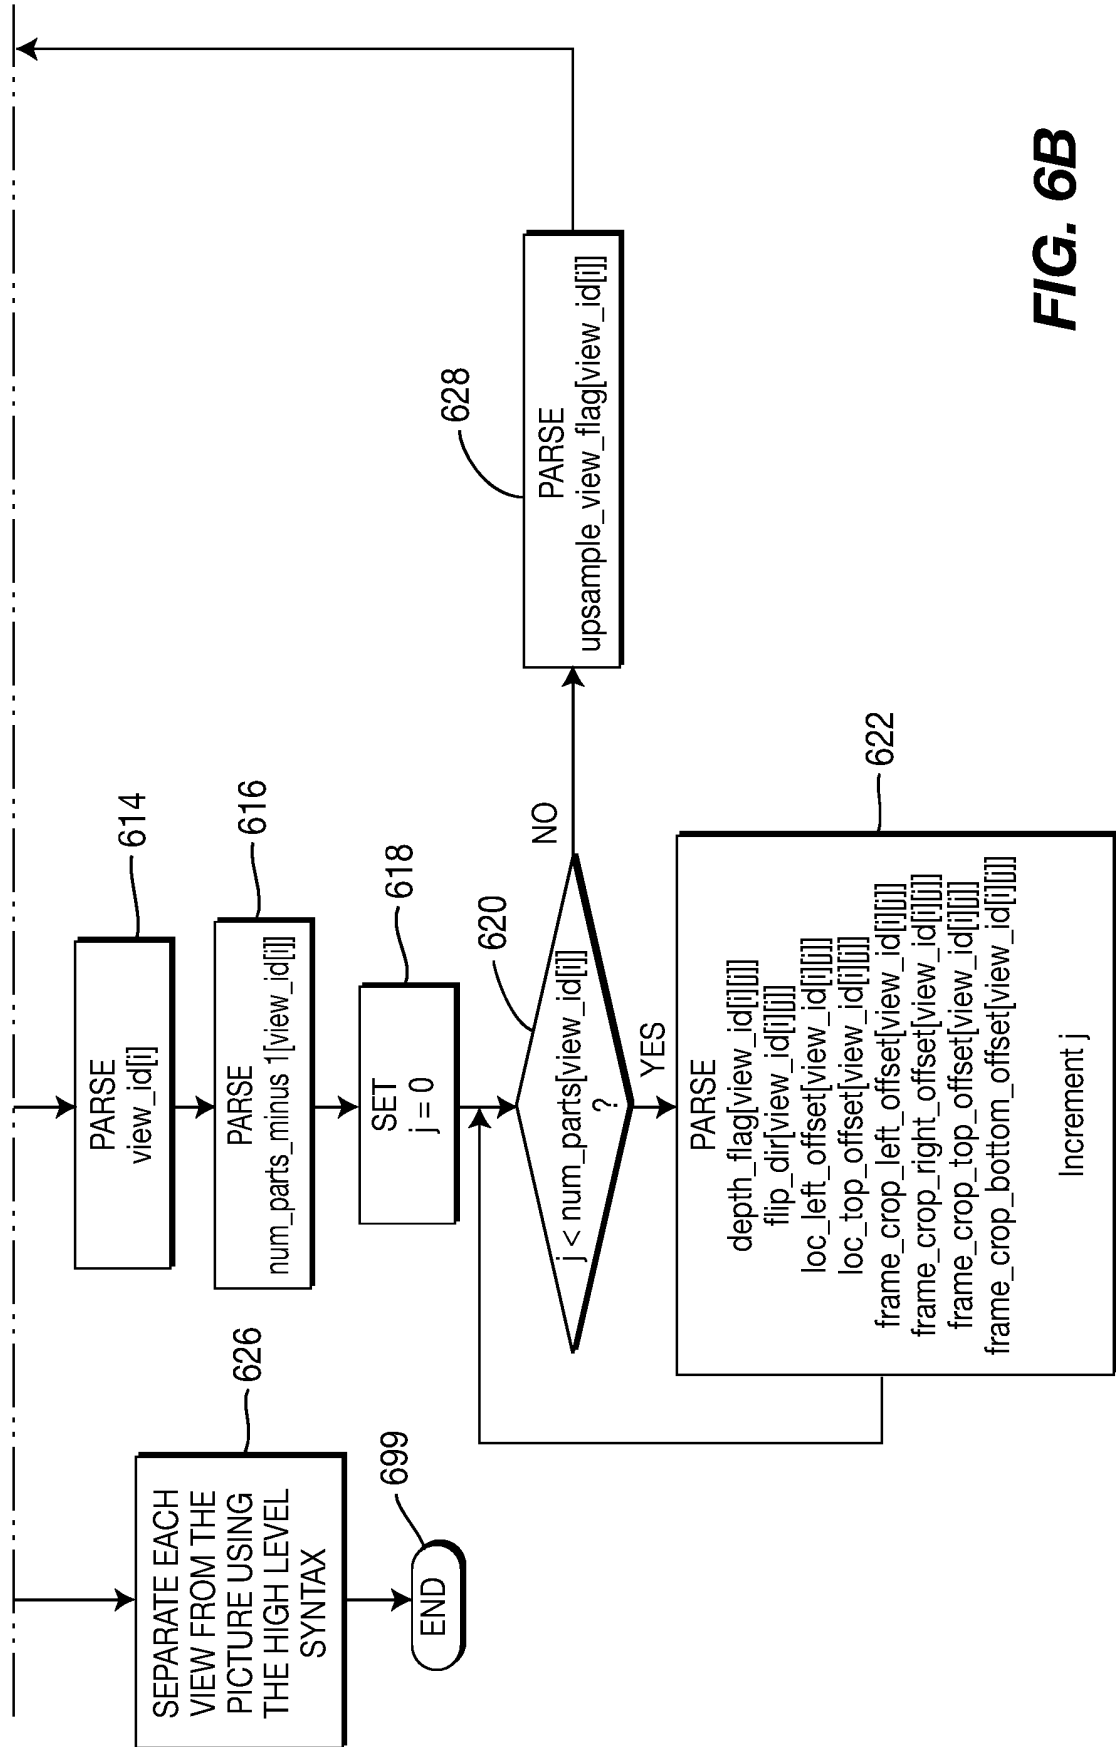 SEPARATE EACH
VIEW FROM THE
PICTURE USING
THE HIGH LEVEL
SYNTAX
626
END
699
PARSE
view_id[i]
614
PARSE
num_parts_minus 1[view_id[i]]
616
SET
j = 0
618
j < num_parts[view_id[i]]
?
620
NO
YES
PARSE
depth_flag[view_id[i][j]]
flip_dir[view_id[i][j]]
loc_left_offset[view_id[i][j]]
loc_top_offset[view_id[i][j]]
frame_crop_left_offset[view_id[i][j]]
frame_crop_right_offset[view_id[i][j]]
frame_crop_top_offset[view_id[i][j]]
frame_crop_bottom_offset[view_id[i][j]]
Increment j
622
PARSE
upsample_view_flag[view_id[i]]
628
FIG. 6B